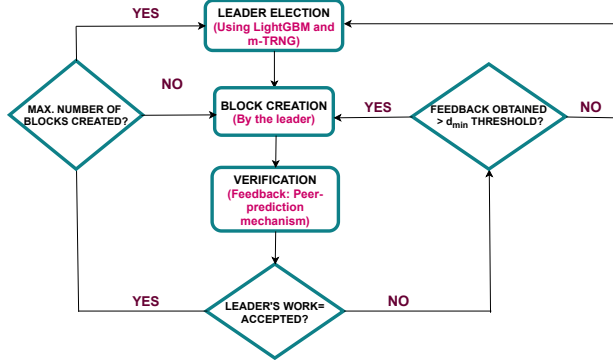 YES
LEADER ELECTION
(Using LightGBM and
m-TRNG)
NO
MAX. NUMBER OF
BLOCKS CREATED?
BLOCK CREATION
(By the leader)
YES
FEEDBACK OBTAINED
> dmin THRESHOLD?
NO
VERIFICATION
(Feedback: Peer-
prediction
mechanism)
YES
LEADER'S WORK=
ACCEPTED?
NO